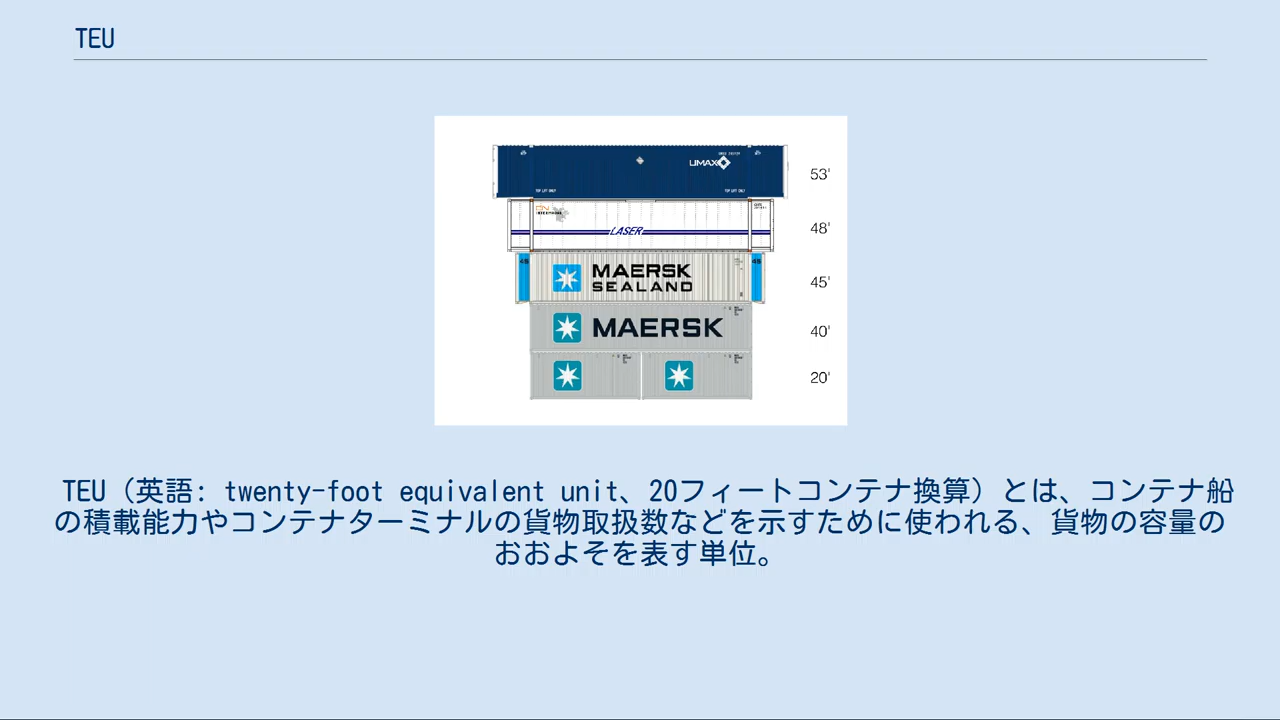 TEU
UMAX
53'
LASER
48'
45 45
MAERSK
SEALAND
45'
MAERSK
40'
20'
TEU（英語: twenty-foot equivalent unit、20フィートコンテナ換算）とは、コンテナ船
の積載能力やコンテナターミナルの貨物取扱数などを示すために使われる、貨物の容量の
おおよそを表す単位。